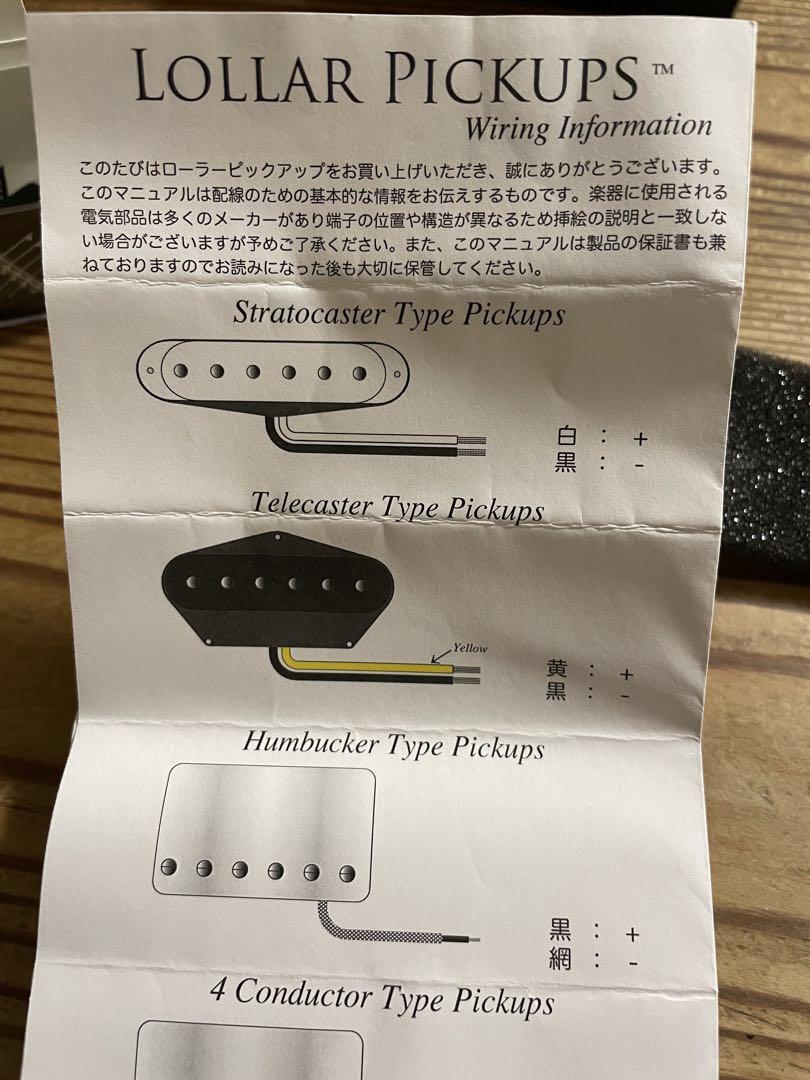 LOLLAR PICKUPS™
Wiring Information
このたびはローラーピックアップをお買い上げいただき、誠にありがとうございます。
このマニュアルは配線のための基本的な情報をお伝えするものです。楽器に使用される
電気部品は多くのメーカーがあり端子の位置や構造が異なるため挿絵の説明と一致しな
い場合がございますが予めご了承ください。また、このマニュアルは製品の保証書も兼
ねておりますのでお読みになった後も大切に保管してください。
Stratocaster Type Pickups
白 : +
黒 : -
Telecaster Type Pickups
Yellow
黄 : +
黒 : -
Humbucker Type Pickups
黒 : +
網 : -
4 Conductor Type Pickups